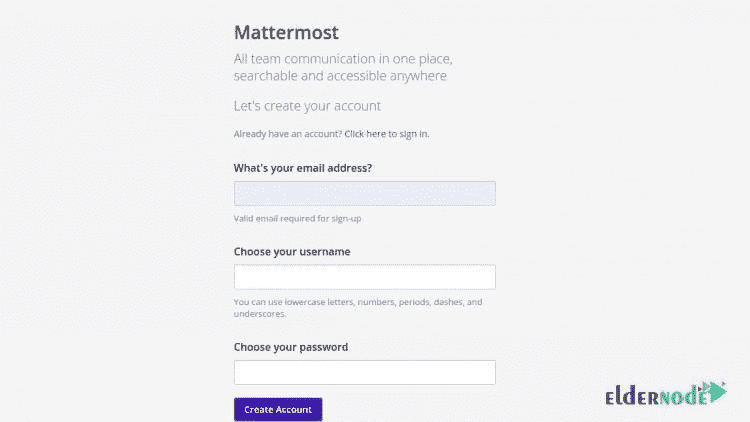 Mattermost
All team communication in one place,
searchable and accessible anywhere
Let's create your account
Already have an account? Click here to sign in.
What's your email address?
Valid email required for sign-up
Choose your username
You can use lowercase letters, numbers, periods, dashes, and
underscores.
Choose your password
Create Account
elderNODE